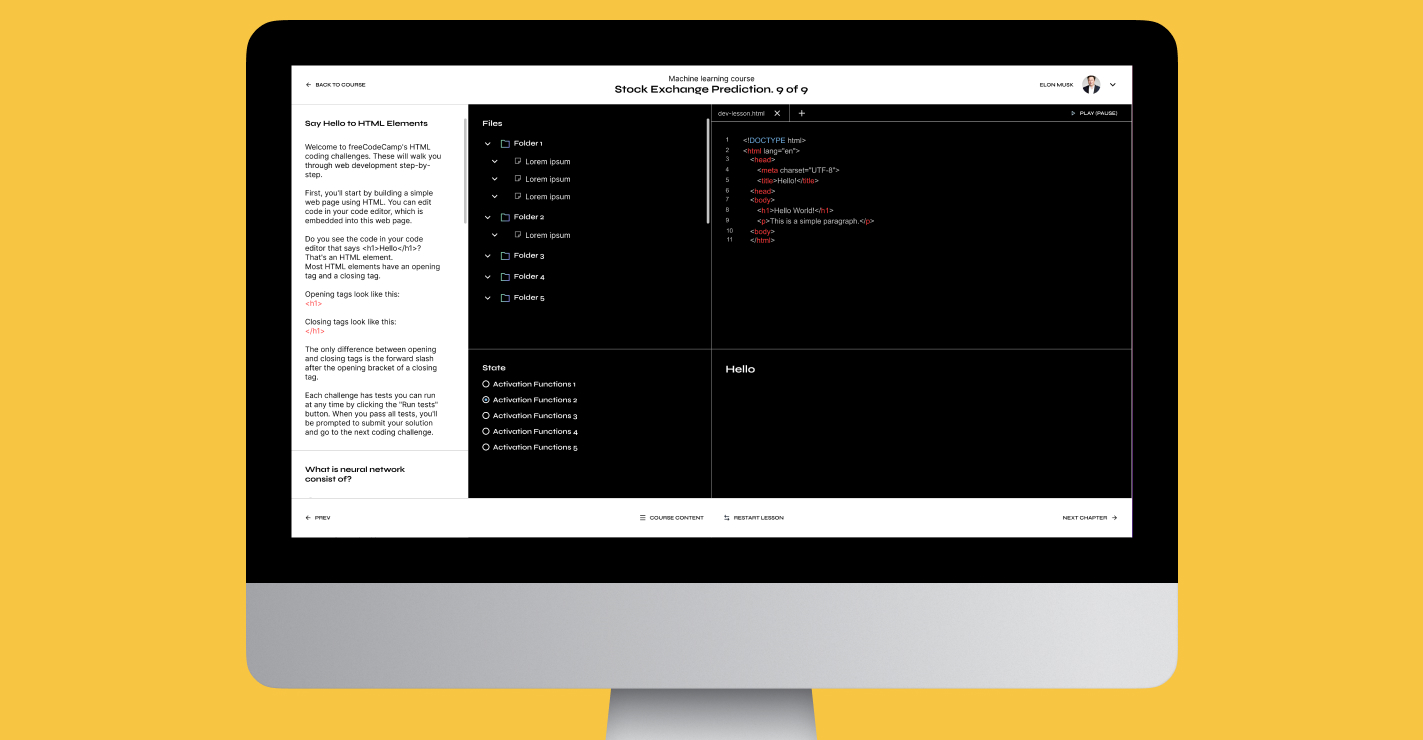 BACK TO COURSE
Machine learning course
Stock Exchange Prediction. 9 of 9
ELON MUSK
Say Hello to HTML Elements
Welcome to freeCodeCamp's HTML
coding challenges. These will walk you
through web development step-by-
step.
First, you'll start by building a simple
web page using HTML. You can edit
code in your code editor, which is
embedded into this web page.
Do you see the code in your code
editor that says <h1>Hello</h1>?
That's an HTML element.
Most HTML elements have an opening
tag and a closing tag.
Opening tags look like this:
<h1>
Closing tags look like this:
</h1>
The only difference between opening
and closing tags is the forward slash
after the opening bracket of a closing
tag.
Each challenge has tests you can run
at any time by clicking the "Run tests"
button. When you pass all tests, you'll
be prompted to submit your solution
and go to the next coding challenge.
What is neural network
consist of?
Files
Folder 1
Lorem ipsum
Lorem ipsum
Lorem ipsum
Folder 2
Lorem ipsum
Folder 3
Folder 4
Folder 5
dev-lesson.html
PLAY (PAUSE)
1 <!DOCTYPE html>
2 <html lang="en">
3 <head>
4 <meta charset="UTF-8">
5 <title>Hello!</title>
6 <head>
7 <body>
8 <h1>Hello World!</h1>
9 <p>This is a simple paragraph.</p>
10 <body>
11 </html>
State
Activation Functions 1
Activation Functions 2
Activation Functions 3
Activation Functions 4
Activation Functions 5
Hello
PREV
COURSE CONTENT
RESTART LESSON
NEXT CHAPTER